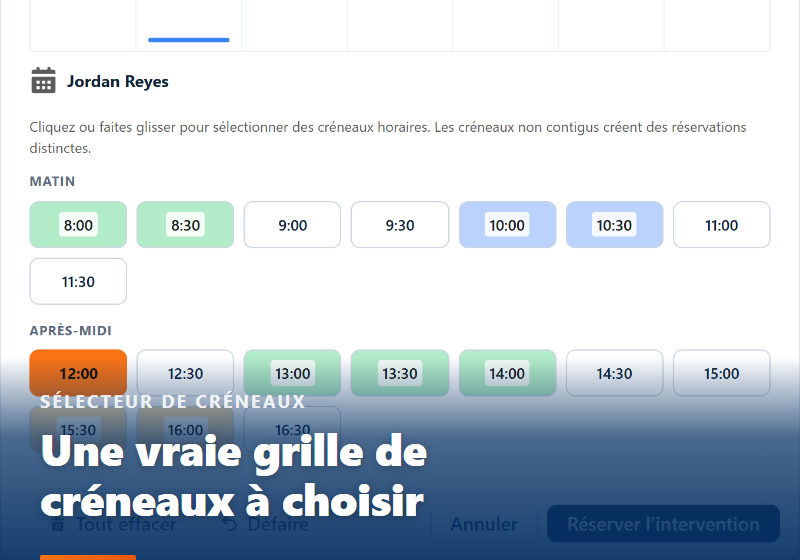 Jordan Reyes
Cliquez ou faites glisser pour sélectionner des créneaux horaires. Les créneaux non contigus créent des réservations
distinctes.
MATIN
8:00 8:30 9:00 9:30 10:00 10:30 11:00
11:30
APRÈS-MIDI
12:00 12:30 13:00 13:30 14:00 14:30 15:00
SÉLECTEUR DE CRÉNEAUX
15:30 16:00 16:30
Une vraie grille de
créneaux à choisir
Tout effacer Défaire Annuler Réserver l'intervention